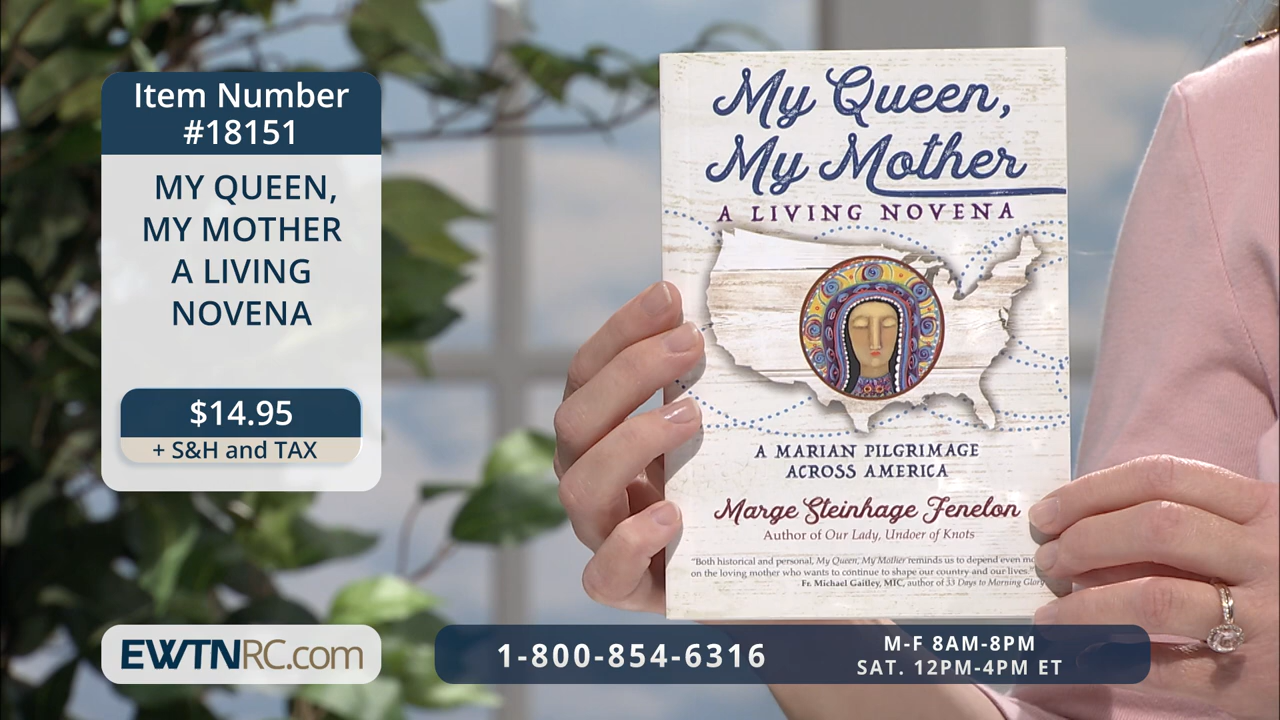 Item Number
#18151
MY QUEEN,
MY MOTHER
A LIVING
NOVENA
$14.95
+ S&H and TAX
My Queen,
My Mother
A LIVING NOVENA
A MARIAN PILGRIMAGE
ACROSS AMERICA
Marge Steinhage Fenelon
Author of Our Lady, Undoer of Knots
"Both historical and personal, My Queen, My Mother reminds us to depend even
on the loving mother who wants to continue to shape our country and our lives."
Fr. Michael Gaitley, MIC, author of 33 Days to Morning Glory
EWTNRC.com
1-800-854-6316
M-F 8AM-8PM
SAT. 12PM-4PM ET